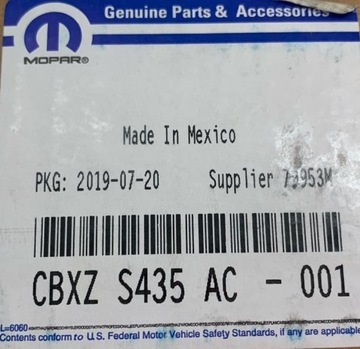 Genuine Parts & Accessories
MOPAR®
Made In Mexico
PKG: 2019-07-20 Supplier 953M
CBXZ S435 AC - 001
L=6060
Contents conform to U.S. Federal Motor Vehicle Safety Standards, if any are applicable